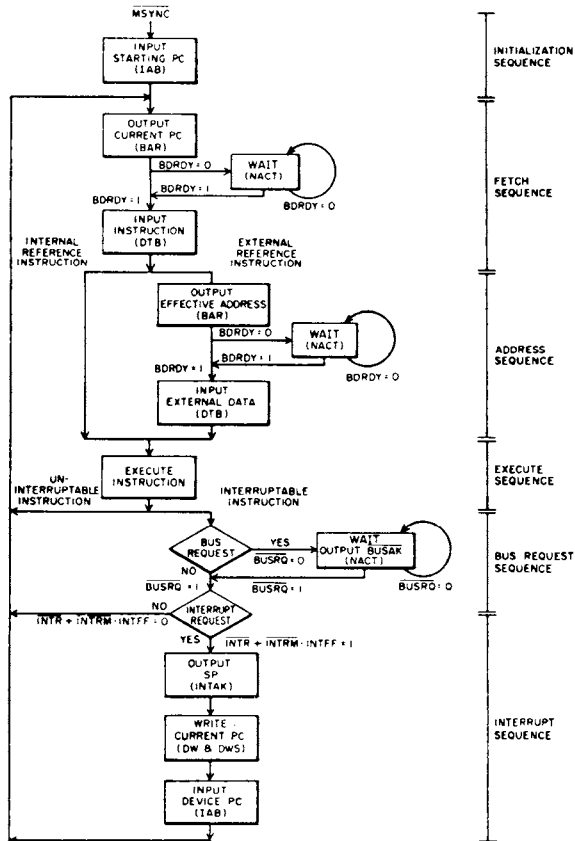 MSYNC
INPUT
STARTING PC
(IAB)
INITIALIZATION
SEQUENCE
OUTPUT
CURRENT PC
(BAR)
BDRDY = 0
WAIT
(NACT)
BDRDY = 1
BDRDY = 0
BDRDY = 1
INPUT
INSTRUCTION
(DTB)
FETCH
SEQUENCE
INTERNAL
REFERENCE
INSTRUCTION
EXTERNAL
REFERENCE
INSTRUCTION
OUTPUT
EFFECTIVE ADDRESS
(BAR)
BDRDY = 0
WAIT
(NACT)
BDRDY = 1
BDRDY = 0
BDRDY = 1
INPUT
EXTERNAL DATA
(DTB)
ADDRESS
SEQUENCE
EXECUTE
INSTRUCTION
EXECUTE
SEQUENCE
UN-
INTERRUPTABLE
INSTRUCTION
INTERRUPTABLE
INSTRUCTION
BUS
REQUEST
YES
BUSRQ = 0
WAIT
OUTPUT BUSAK
(NACT)
BUSRQ = 0
NO
BUSRQ = 1
BUSRQ = 1
BUS REQUEST
SEQUENCE
INTERRUPT
REQUEST
NO
INTR + INTRM · INTFF = 0
YES
INTR + INTRM · INTFF = 1
OUTPUT
SP
(INTAK)
WRITE
CURRENT PC
(DW & DWS)
INPUT
DEVICE PC
(IAB)
INTERRUPT
SEQUENCE